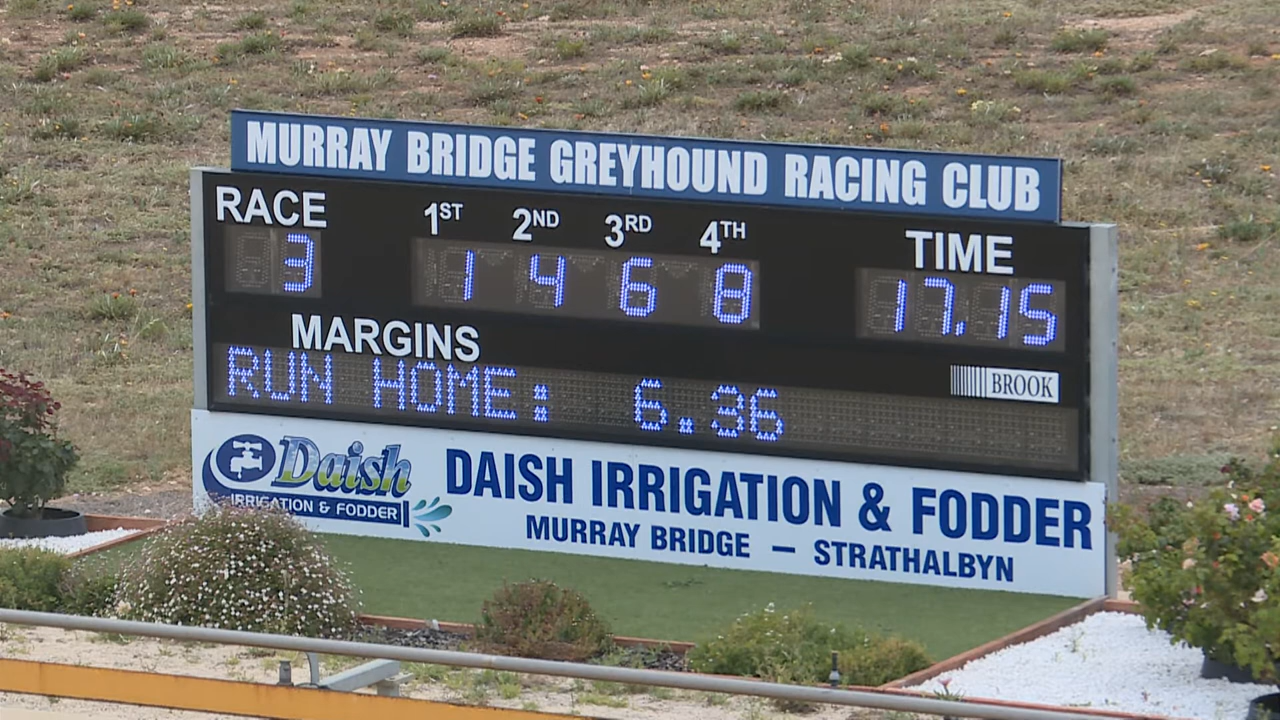 MURRAY BRIDGE GREYHOUND RACING CLUB
RACE 1ST 2ND 3RD 4TH TIME
3 1 4 6 8 17.15
MARGINS
BROOK
RUN HOME: 6.36
Daish
IRRIGATION & FODDER
DAISH IRRIGATION & FODDER
MURRAY BRIDGE – STRATHALBYN